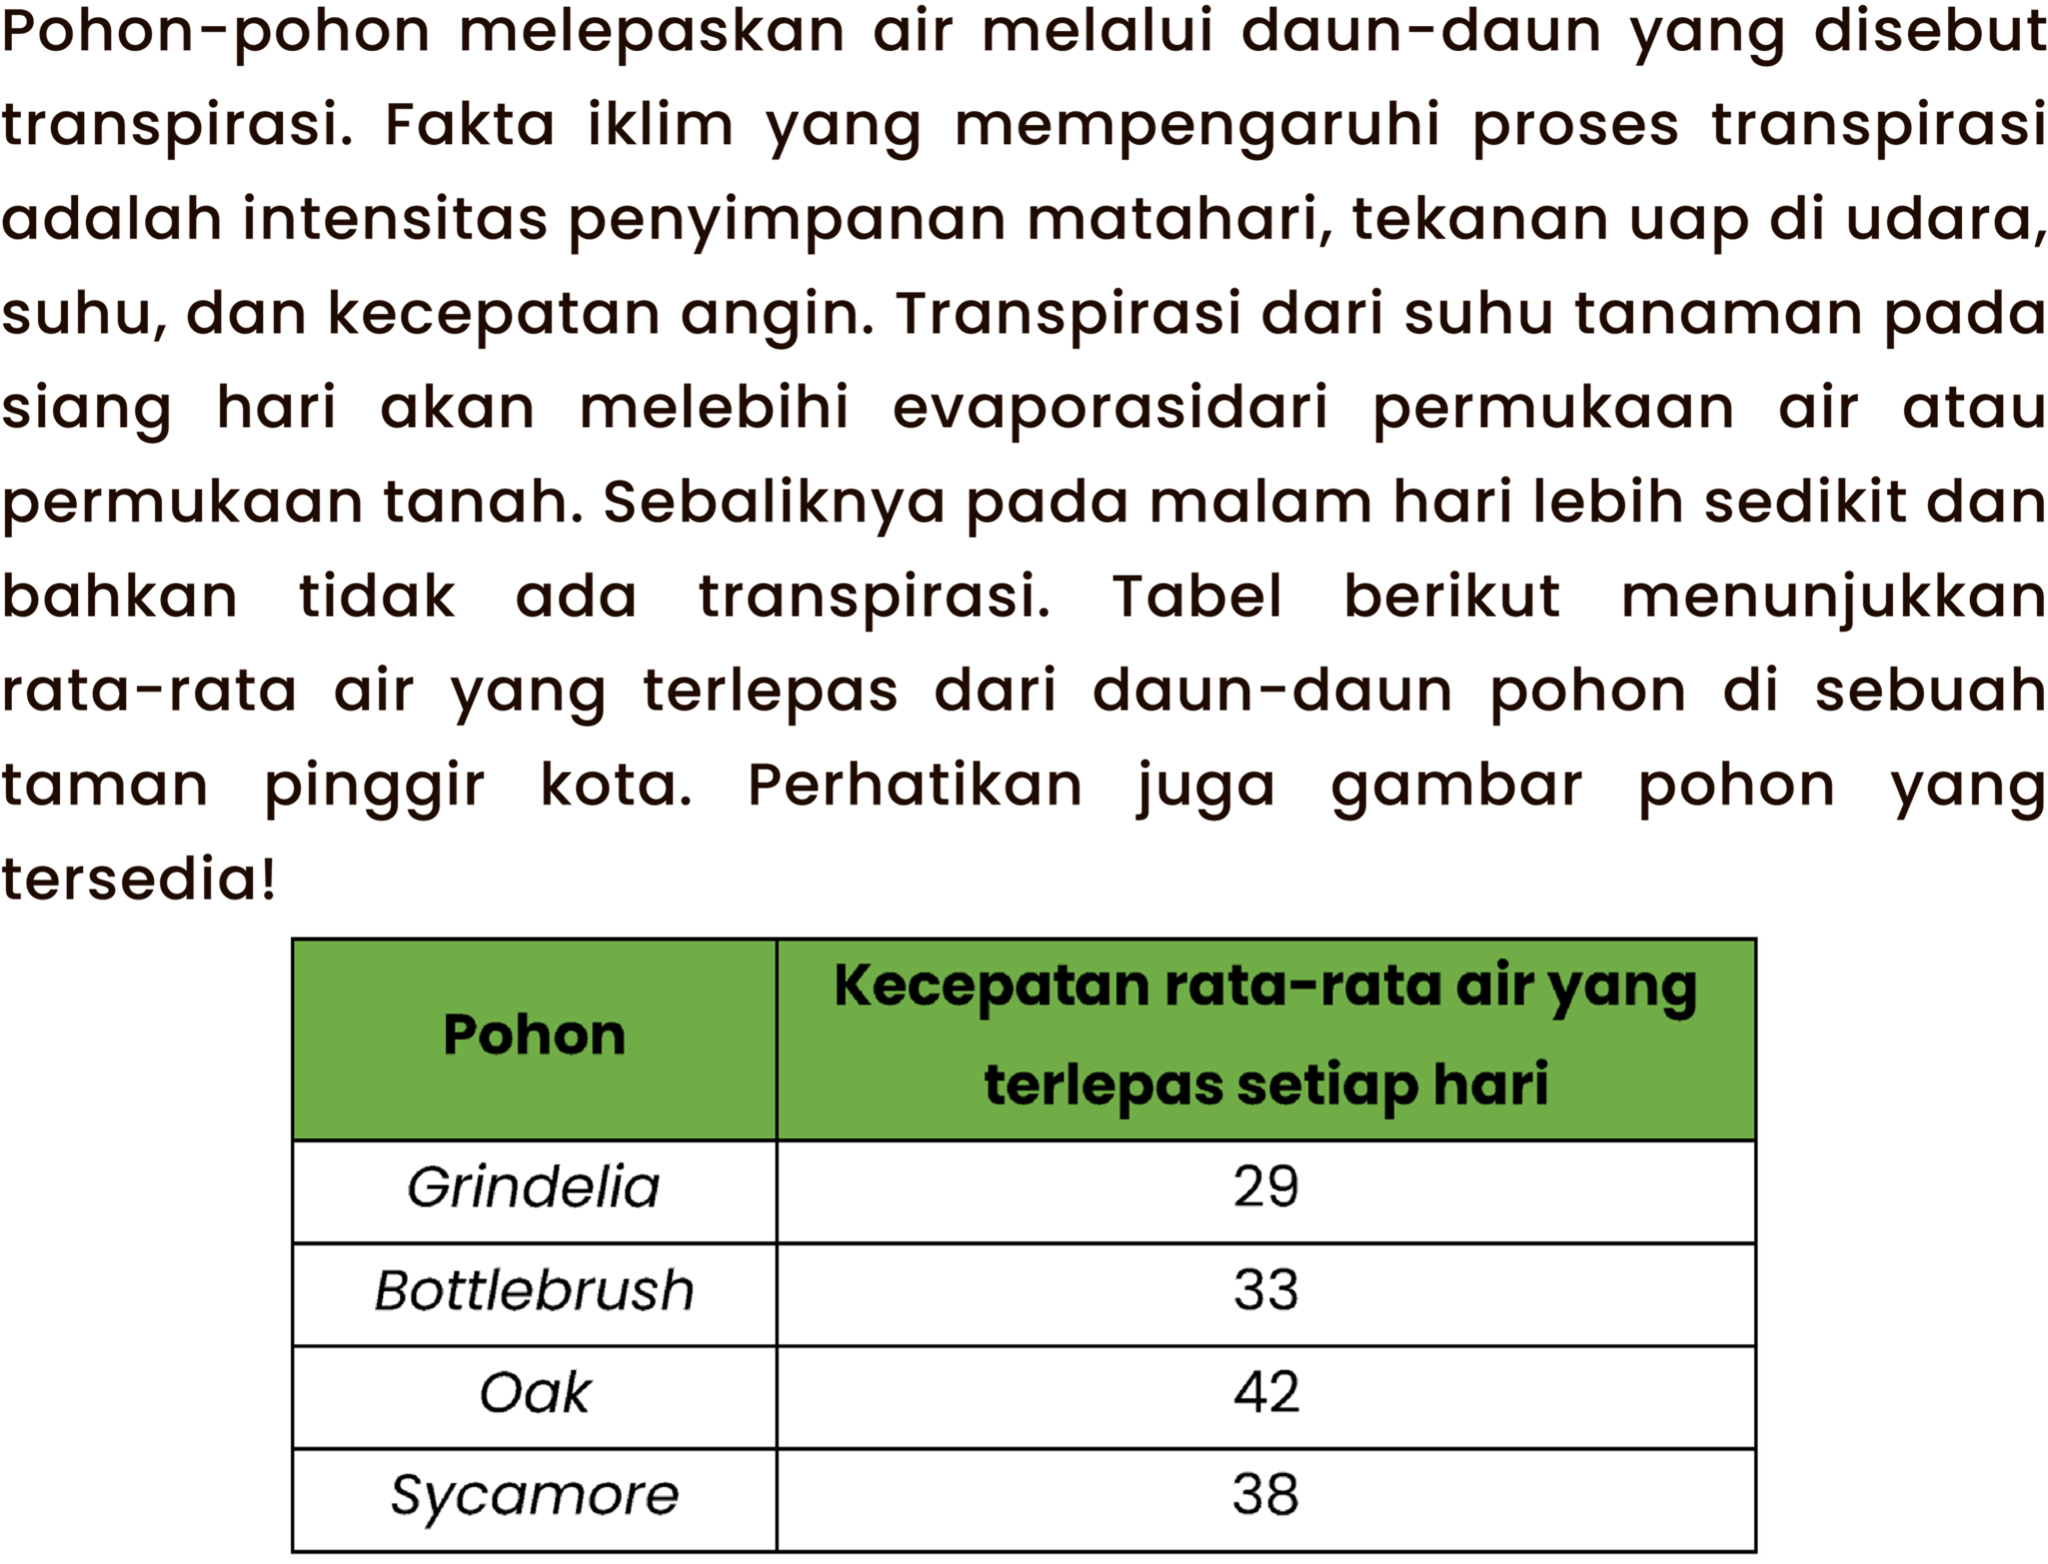 Pohon-pohon melepaskan air melalui daun-daun yang disebut
transpirasi. Fakta iklim yang mempengaruhi proses transpirasi
adalah intensitas penyimpanan matahari, tekanan uap di udara,
suhu, dan kecepatan angin. Transpirasi dari suhu tanaman pada
siang hari akan melebihi evaporasidari permukaan air atau
permukaan tanah. Sebaliknya pada malam hari lebih sedikit dan
bahkan tidak ada transpirasi. Tabel berikut menunjukkan
rata-rata air yang terlepas dari daun-daun pohon di sebuah
taman pinggir kota. Perhatikan juga gambar pohon yang
tersedia!
Pohon
Kecepatan rata-rata air yang
terlepas setiap hari
Grindelia 29
Bottlebrush 33
Oak 42
Sycamore 38